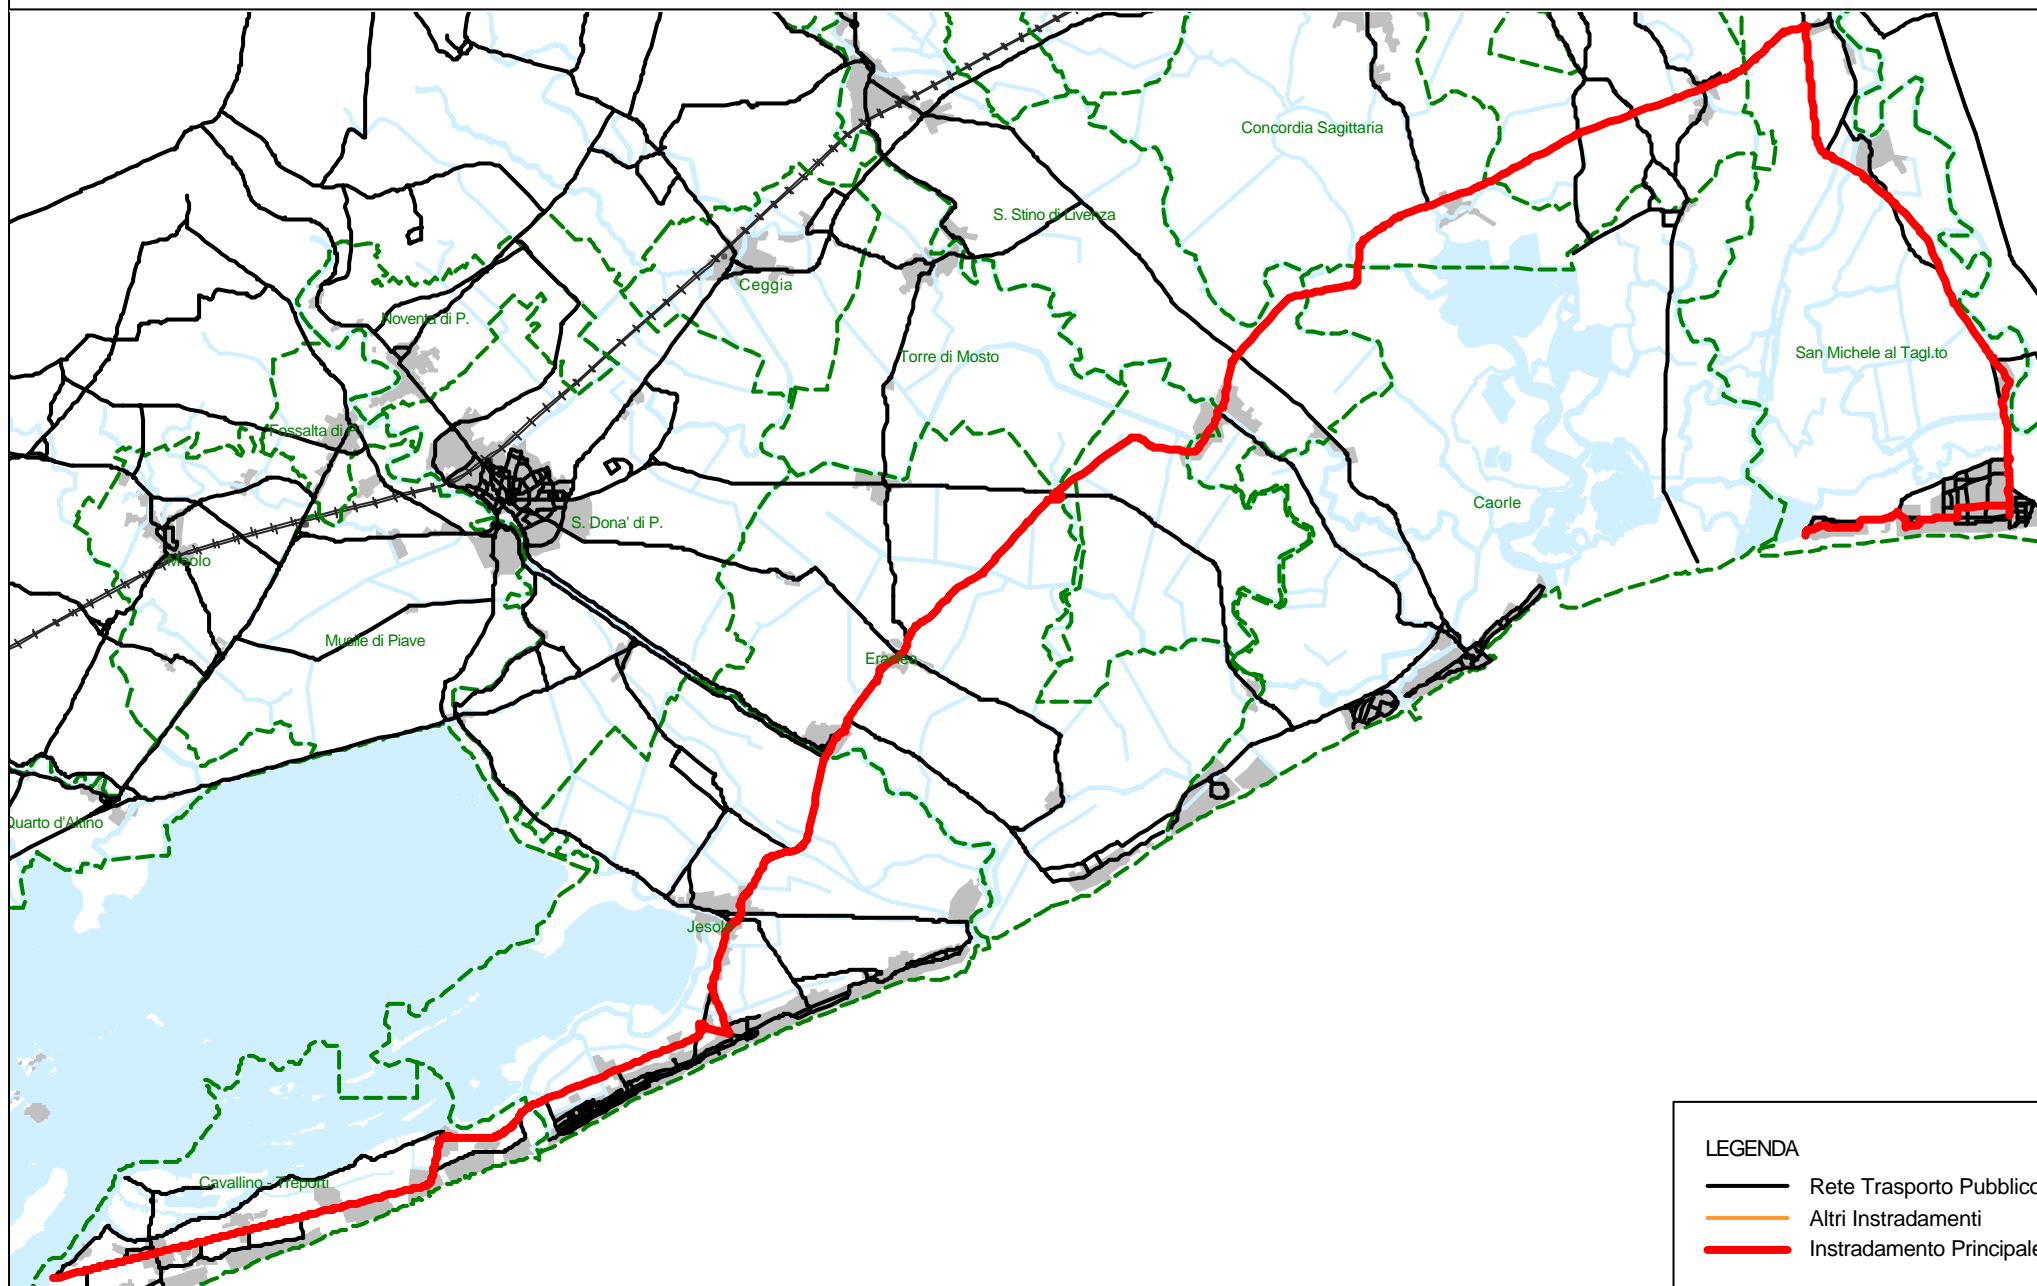 Concordia Sagittaria
S. Stino di Livenza
Ceggia
Noventa di P.
Torre di Mosto
San Michele al Tagl.to
Fossalta di P.
Caorle
S. Dona' di P.
Meolo
Musile di Piave
Eraclea
Quarto d'Altino
Jesolo
Cavallino - Treporti
LEGENDA
Rete Trasporto Pubblico
Altri Instradamenti
Instradamento Principale